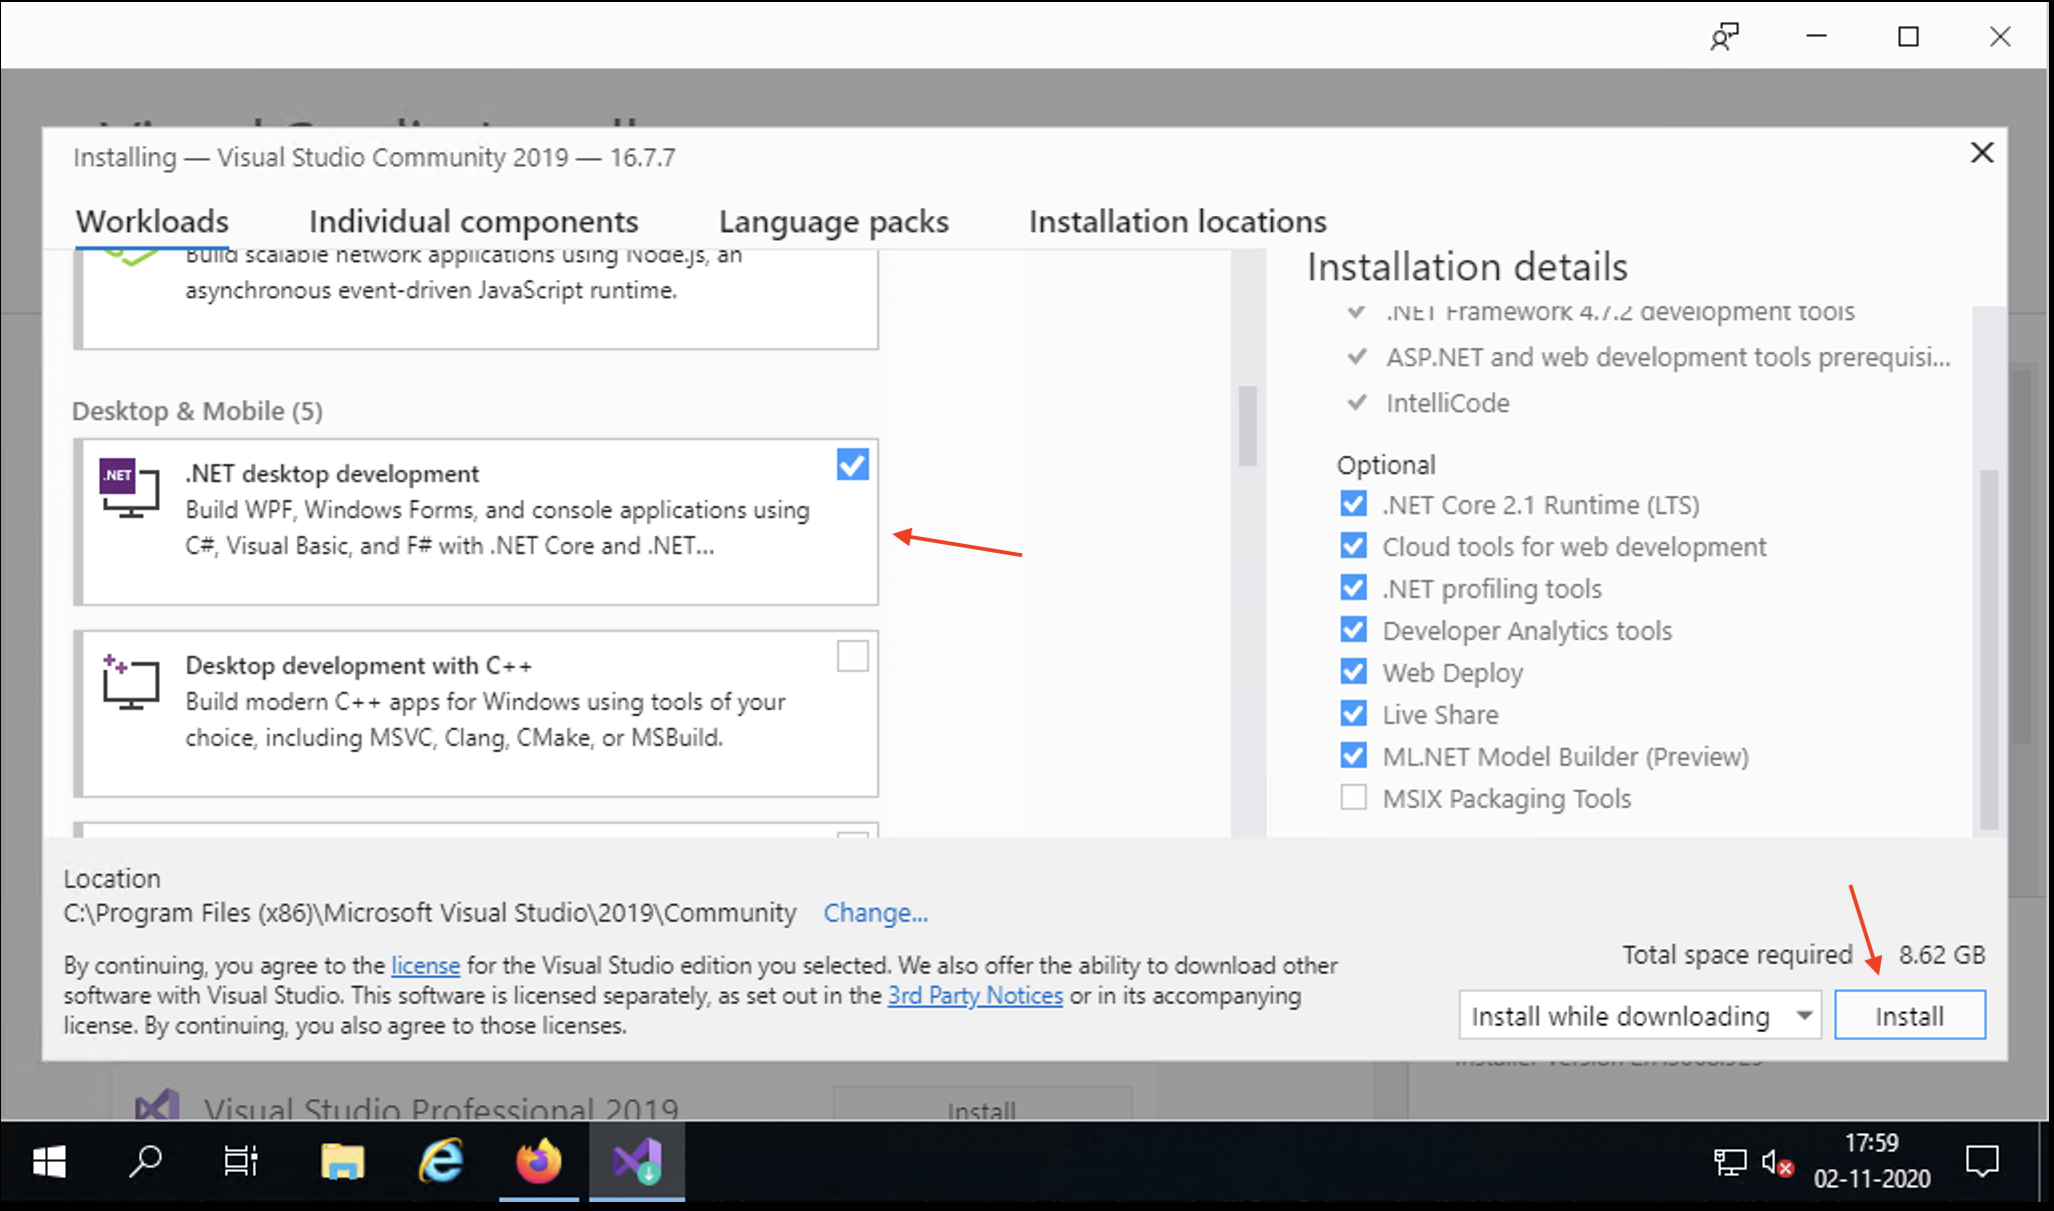 Installing — Visual Studio Community 2019 — 16.7.7
Workloads
Individual components
Language packs
Installation locations
Build scalable network applications using Node.js, an
asynchronous event-driven JavaScript runtime.
Desktop & Mobile (5)
.NET
.NET desktop development
Build WPF, Windows Forms, and console applications using
C#, Visual Basic, and F# with .NET Core and .NET...
Desktop development with C++
Build modern C++ apps for Windows using tools of your
choice, including MSVC, Clang, CMake, or MSBuild.
Installation details
.NET Framework 4.7.2 development tools
ASP.NET and web development tools prerequisi...
IntelliCode
Optional
.NET Core 2.1 Runtime (LTS)
Cloud tools for web development
.NET profiling tools
Developer Analytics tools
Web Deploy
Live Share
ML.NET Model Builder (Preview)
MSIX Packaging Tools
Location
C:\Program Files (x86)\Microsoft Visual Studio\2019\Community Change...
By continuing, you agree to the license for the Visual Studio edition you selected. We also offer the ability to download other
software with Visual Studio. This software is licensed separately, as set out in the 3rd Party Notices or in its accompanying
license. By continuing, you also agree to those licenses.
Total space required 8.62 GB
Install while downloading
Install
Visual Studio Professional 2019
Install
17:59
02-11-2020